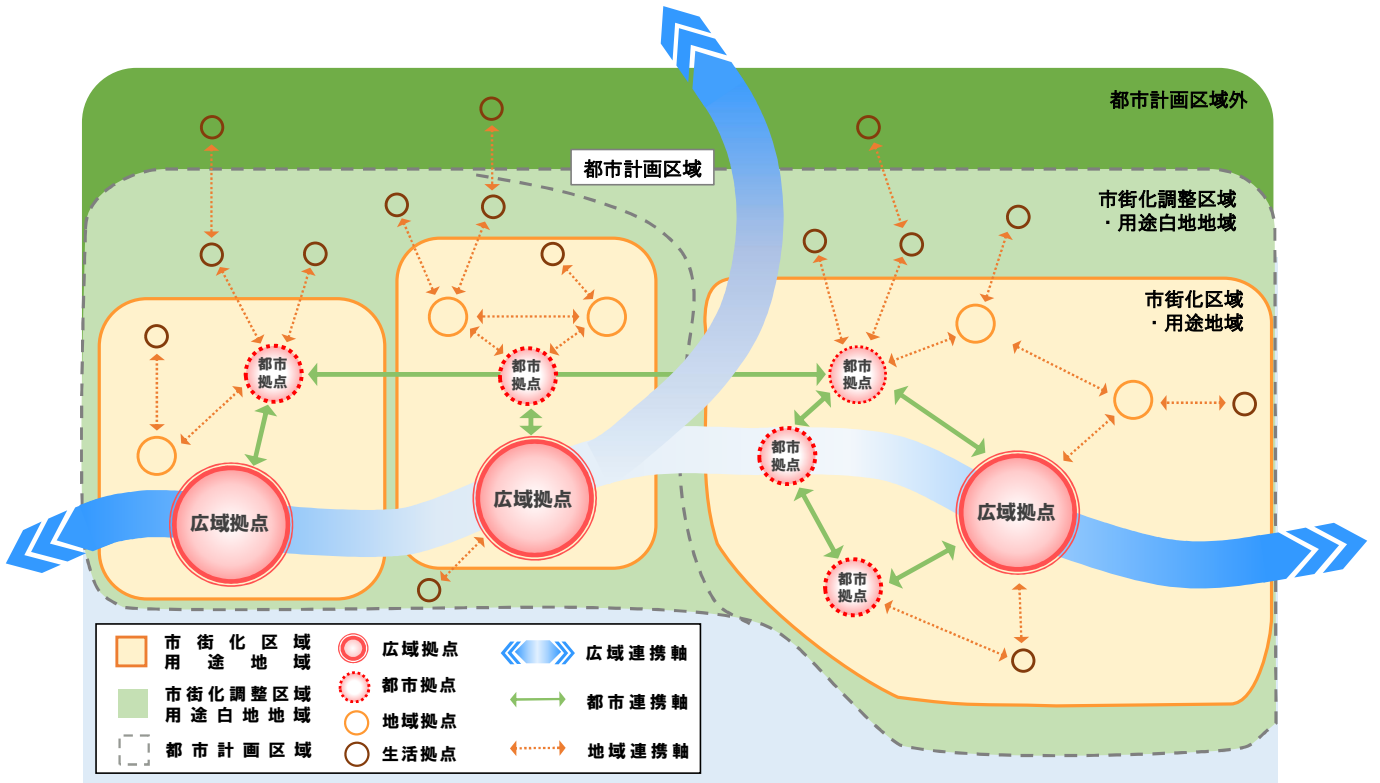 都市計画区域外
都市計画区域
市街化調整区域
・用途白地地域
市街化区域
・用途地域
都市
拠点
都市
拠点
都市
拠点
都市
拠点
広域拠点
広域拠点
広域拠点
都市
拠点
市街化区域
用途地域
市街化調整区域
用途白地地域
都市計画区域
広域拠点
都市拠点
地域拠点
生活拠点
広域連携軸
都市連携軸
地域連携軸